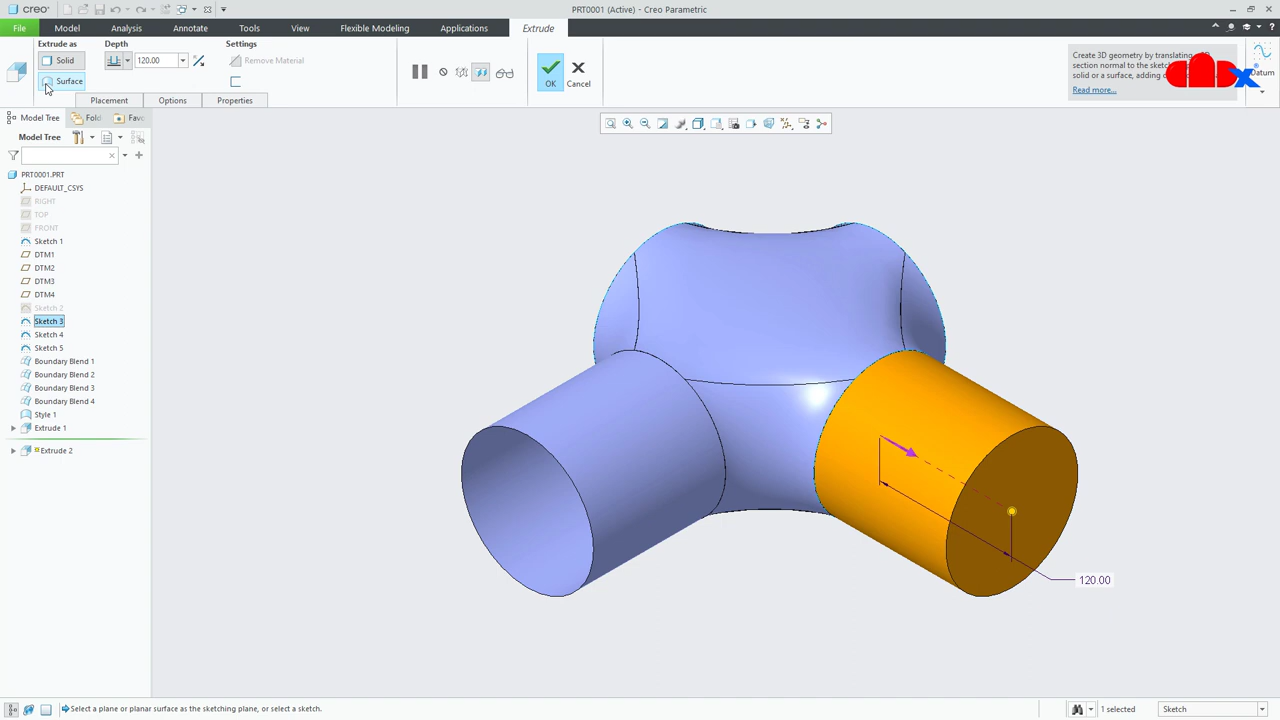 creo
PRT0001 (Active) - Creo Parametric
File Model Analysis Annotate Tools View Flexible Modeling Applications Extrude
Extrude as Depth Settings
Solid 120.00 Remove Material
Surface
OK Cancel
Placement Options Properties
Create 3D geometry by translating a 2D
section normal to the sketch
solid or a surface, adding o
Read more...
Datum
Model Tree Fold Favo
Model Tree
PRT0001.PRT
DEFAULT_CSYS
RIGHT
TOP
FRONT
Sketch 1
DTM1
DTM2
DTM3
DTM4
Sketch 2
Sketch 3
Sketch 4
Sketch 5
Boundary Blend 1
Boundary Blend 2
Boundary Blend 3
Boundary Blend 4
Style 1
Extrude 1
Extrude 2
120.00
Select a plane or planar surface as the sketching plane, or select a sketch.
1 selected
Sketch